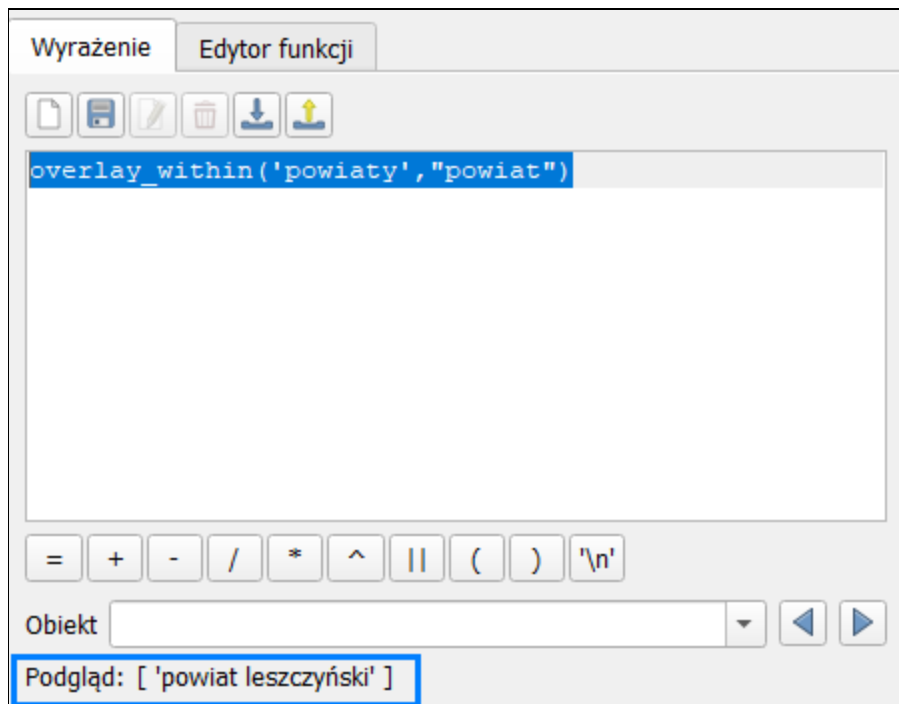 Wyrażenie Edytor funkcji
overlay_within('powiaty',"powiat")
= + - / * ^ || ( ) '\n'
Obiekt
Podgląd: [ 'powiat leszczyński' ]